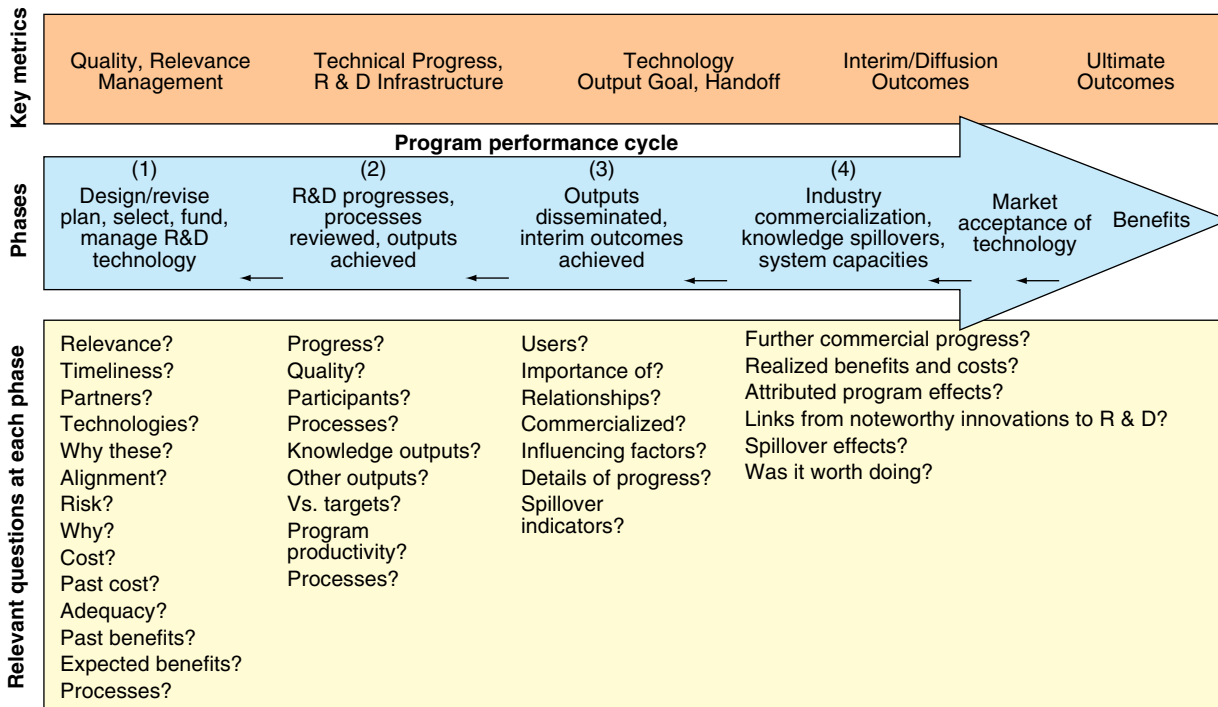 Key metrics
Quality, Relevance
Management
Technical Progress,
R & D Infrastructure
Technology
Output Goal, Handoff
Interim/Diffusion
Outcomes
Ultimate
Outcomes
Program performance cycle
Phases
(1)
Design/revise
plan, select, fund,
manage R&D
technology
(2)
R&D progresses,
processes
reviewed, outputs
achieved
(3)
Outputs
disseminated,
interim outcomes
achieved
(4)
Industry
commercialization,
knowledge spillovers,
system capacities
Market
acceptance of
technology
Benefits
Relevant questions at each phase
Relevance?
Timeliness?
Partners?
Technologies?
Why these?
Alignment?
Risk?
Why?
Cost?
Past cost?
Adequacy?
Past benefits?
Expected benefits?
Processes?
Progress?
Quality?
Participants?
Processes?
Knowledge outputs?
Other outputs?
Vs. targets?
Program
productivity?
Processes?
Users?
Importance of?
Relationships?
Commercialized?
Influencing factors?
Details of progress?
Spillover
indicators?
Further commercial progress?
Realized benefits and costs?
Attributed program effects?
Links from noteworthy innovations to R & D?
Spillover effects?
Was it worth doing?